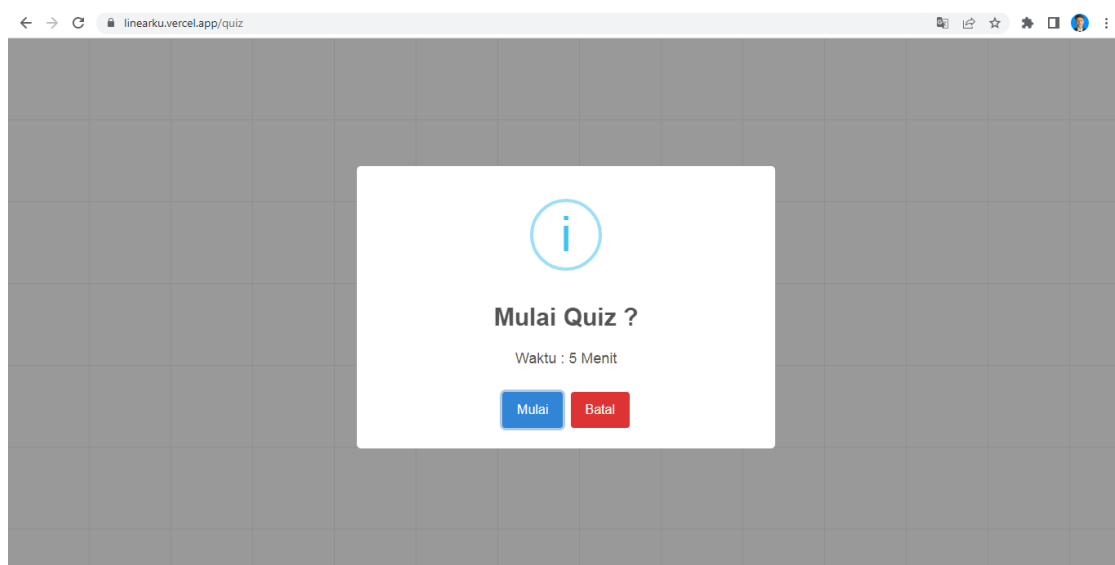 linearku.vercel.app/quiz
i
Mulai Quiz ?
Waktu : 5 Menit
Mulai
Batal